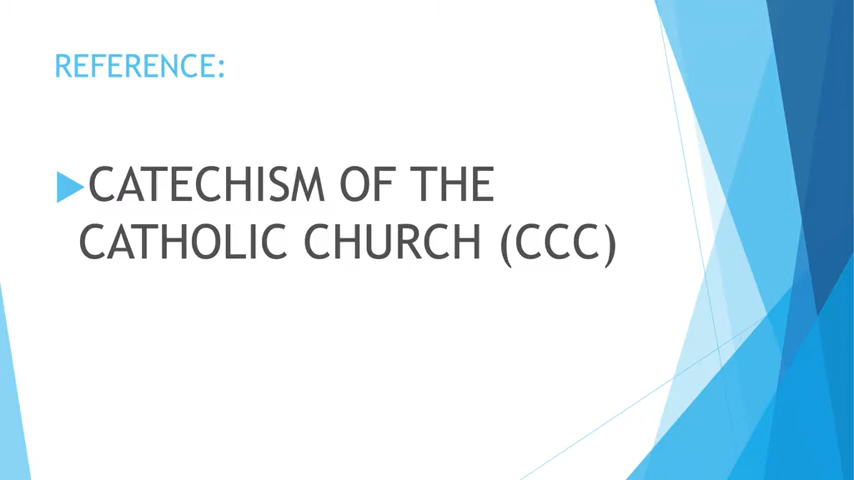 REFERENCE:
CATECHISM OF THE
CATHOLIC CHURCH (CCC)